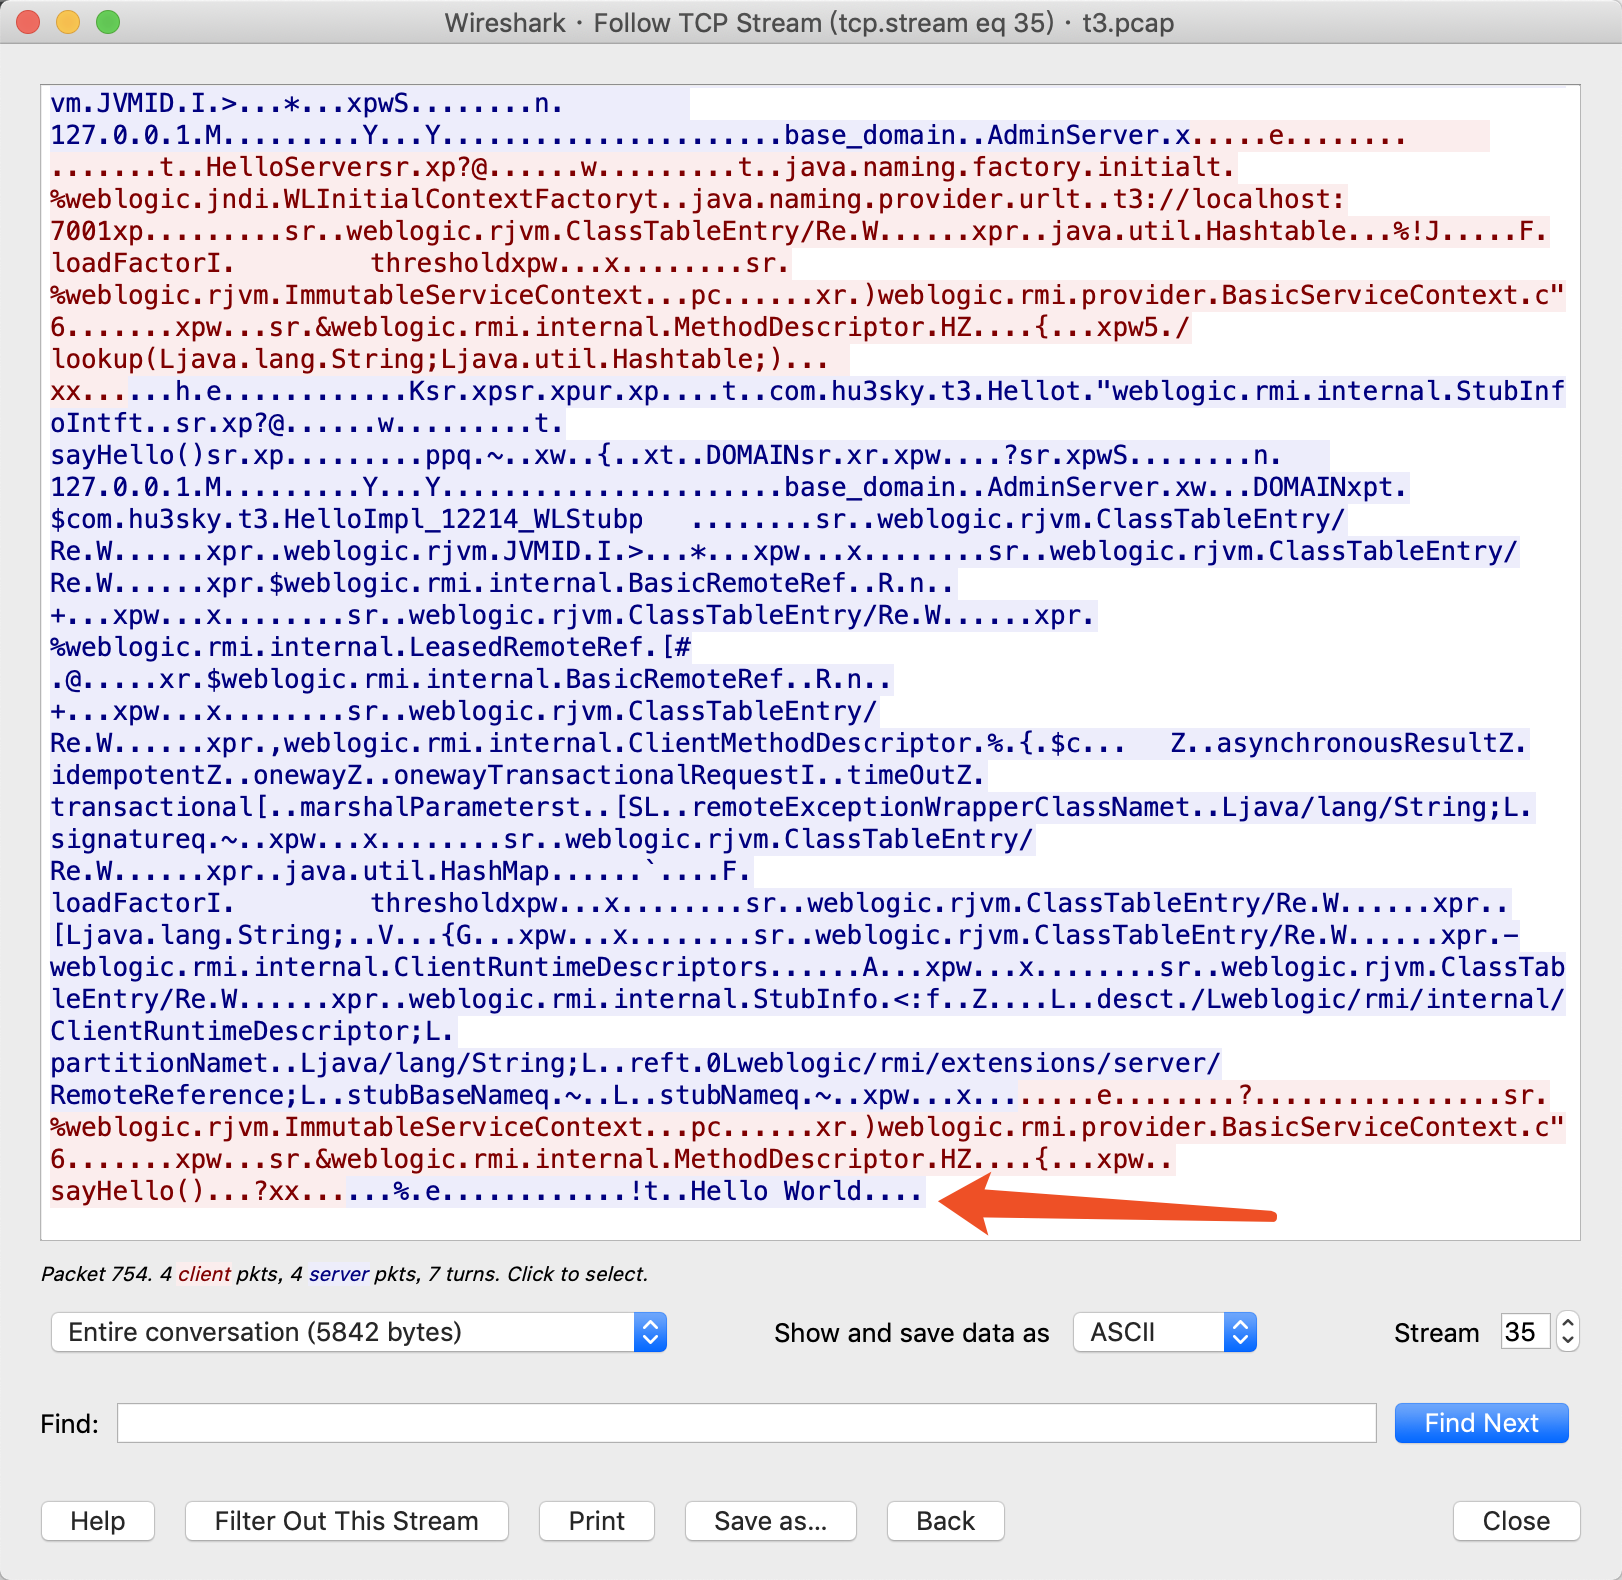 Wireshark · Follow TCP Stream (tcp.stream eq 35) · t3.pcap
vm.JVMID.I.>...*...xpwS........n.
127.0.0.1.M.........Y...Y......................base_domain..AdminServer.x.....e........
.......t..HelloServersr.xp?@......w.........t..java.naming.factory.initialt.
%weblogic.jndi.WLInitialContextFactoryt..java.naming.provider.urlt..t3://localhost:
7001xp.........sr..weblogic.rjvm.ClassTableEntry/Re.W......xpr..java.util.Hashtable...%!J.....F.
loadFactorI.         thresholdxpw...x........sr.
%weblogic.rjvm.ImmutableServiceContext...pc......xr.)weblogic.rmi.provider.BasicServiceContext.c"
6.......xpw...sr.&weblogic.rmi.internal.MethodDescriptor.HZ....{...xpw5./
lookup(Ljava.lang.String;Ljava.util.Hashtable;)...
xx......h.e............Ksr.xpsr.xpur.xp....t..com.hu3sky.t3.Hellot."weblogic.rmi.internal.StubInf
oIntft..sr.xp?@......w.........t.
sayHello()sr.xp.........ppq.~..xw..{..xt..DOMAINsr.xr.xpw....?sr.xpwS........n.
127.0.0.1.M.........Y...Y......................base_domain..AdminServer.xw...DOMAINxpt.
$com.hu3sky.t3.HelloImpl_12214_WLStubp   ........sr..weblogic.rjvm.ClassTableEntry/
Re.W......xpr..weblogic.rjvm.JVMID.I.>...*...xpw...x........sr..weblogic.rjvm.ClassTableEntry/
Re.W......xpr.$weblogic.rmi.internal.BasicRemoteRef..R.n..
+...xpw...x........sr..weblogic.rjvm.ClassTableEntry/Re.W......xpr.
%weblogic.rmi.internal.LeasedRemoteRef.[#
.@.....xr.$weblogic.rmi.internal.BasicRemoteRef..R.n..
+...xpw...x........sr..weblogic.rjvm.ClassTableEntry/
Re.W......xpr.,weblogic.rmi.internal.ClientMethodDescriptor.%.{.$c...   Z..asynchronousResultZ.
idempotentZ..onewayZ..onewayTransactionalRequestI..timeOutZ.
transactional[..marshalParameterst..[SL..remoteExceptionWrapperClassNamet..Ljava/lang/String;L.
signatureq.~..xpw...x........sr..weblogic.rjvm.ClassTableEntry/
Re.W......xpr..java.util.HashMap......`....F.
loadFactorI.         thresholdxpw...x........sr..weblogic.rjvm.ClassTableEntry/Re.W......xpr..
[Ljava.lang.String;..V...{G...xpw...x........sr..weblogic.rjvm.ClassTableEntry/Re.W......xpr.-
weblogic.rmi.internal.ClientRuntimeDescriptors......A...xpw...x........sr..weblogic.rjvm.ClassTab
leEntry/Re.W......xpr..weblogic.rmi.internal.StubInfo.<:f..Z....L..desct./Lweblogic/rmi/internal/
ClientRuntimeDescriptor;L.
partitionNamet..Ljava/lang/String;L..reft.0Lweblogic/rmi/extensions/server/
RemoteReference;L..stubBaseNameq.~..L..stubNameq.~..xpw...x........e........?................sr.
%weblogic.rjvm.ImmutableServiceContext...pc......xr.)weblogic.rmi.provider.BasicServiceContext.c"
6.......xpw...sr.&weblogic.rmi.internal.MethodDescriptor.HZ....{...xpw..
sayHello()...?xx......%.e............!t..Hello World....
Packet 754. 4 client pkts, 4 server pkts, 7 turns. Click to select.
Entire conversation (5842 bytes)
Show and save data as
ASCII
Stream
35
Find:
Find Next
Help
Filter Out This Stream
Print
Save as...
Back
Close